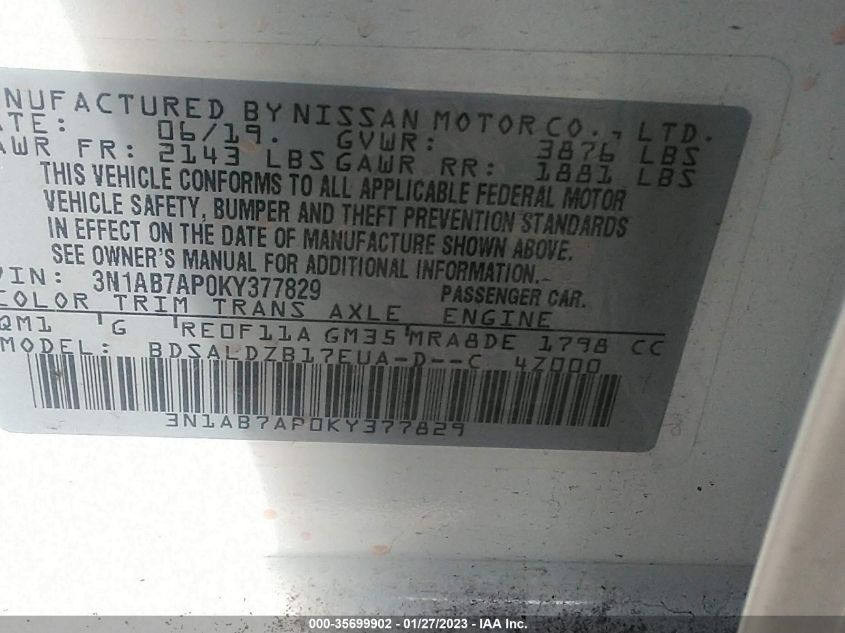 NUFACTURED BY NISSAN MOTOR CO., LTD.
ATE: 06/19. GVWR: 3876 LBS
AWR FR: 2143 LBS GAWR RR: 1881 LBS
THIS VEHICLE CONFORMS TO ALL APPLICABLE FEDERAL MOTOR
VEHICLE SAFETY, BUMPER AND THEFT PREVENTION STANDARDS
IN EFFECT ON THE DATE OF MANUFACTURE SHOWN ABOVE.
SEE OWNER'S MANUAL FOR ADDITIONAL INFORMATION.
VIN: 3N1AB7AP0KY377829 PASSENGER CAR.
COLOR TRIM TRANS AXLE ENGINE
QM1 G RE0F11A GM35 MRA8DE 1798 CC
MODEL: BDSALDZB17EUA-D--C 4Z000
3N1AB7AP0KY377829
000-35699902 - 01/27/2023 - IAA Inc.